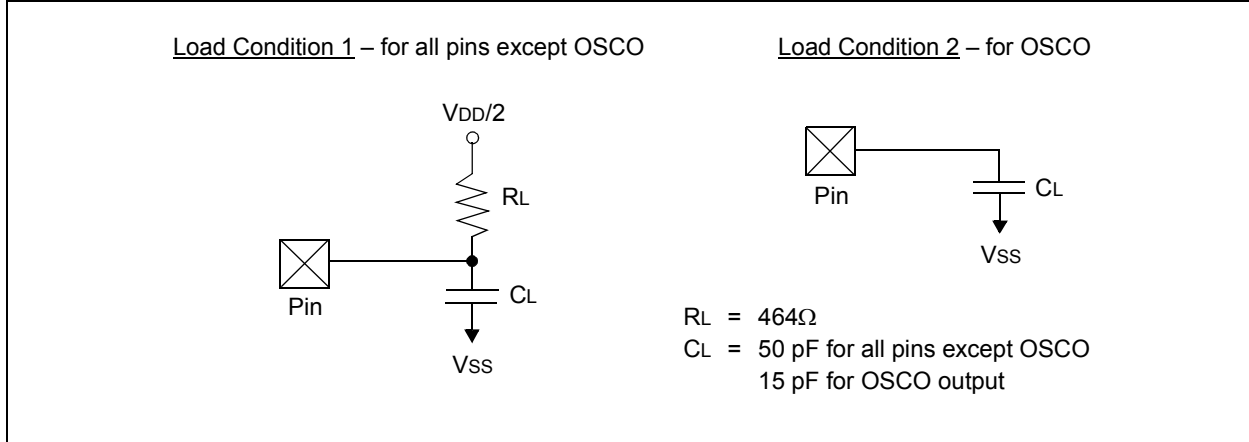 Load Condition 1 – for all pins except OSCO
VDD/2
RL
Pin
CL
VSS
Load Condition 2 – for OSCO
Pin
CL
VSS
RL = 464Ω
CL = 50 pF for all pins except OSCO
15 pF for OSCO output